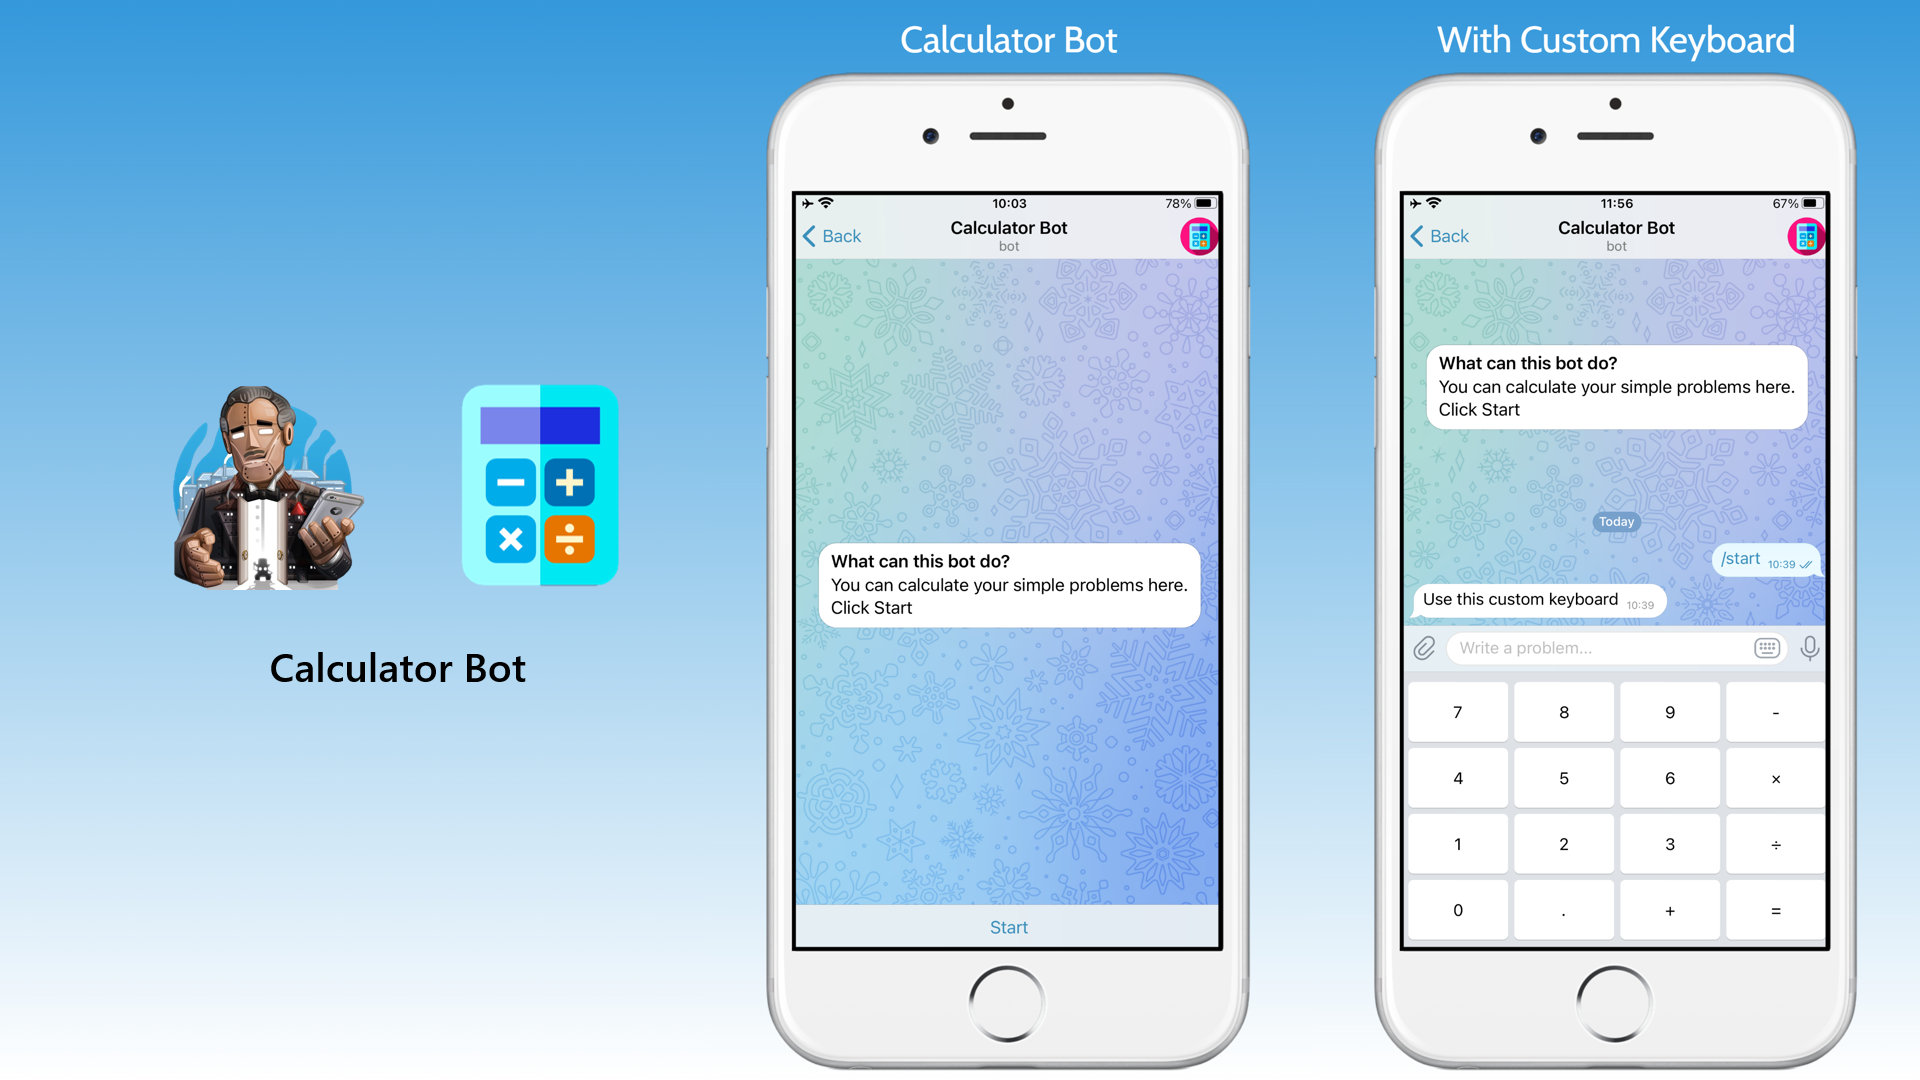 Calculator Bot
Calculator Bot
10:03
78%
Back
Calculator Bot
bot
What can this bot do?
You can calculate your simple problems here.
Click Start
Start
With Custom Keyboard
11:56
67%
Back
Calculator Bot
bot
What can this bot do?
You can calculate your simple problems here.
Click Start
Today
/start 10:39
Use this custom keyboard 10:39
Write a problem...
7 8 9 -
4 5 6 ×
1 2 3 ÷
0 . + =